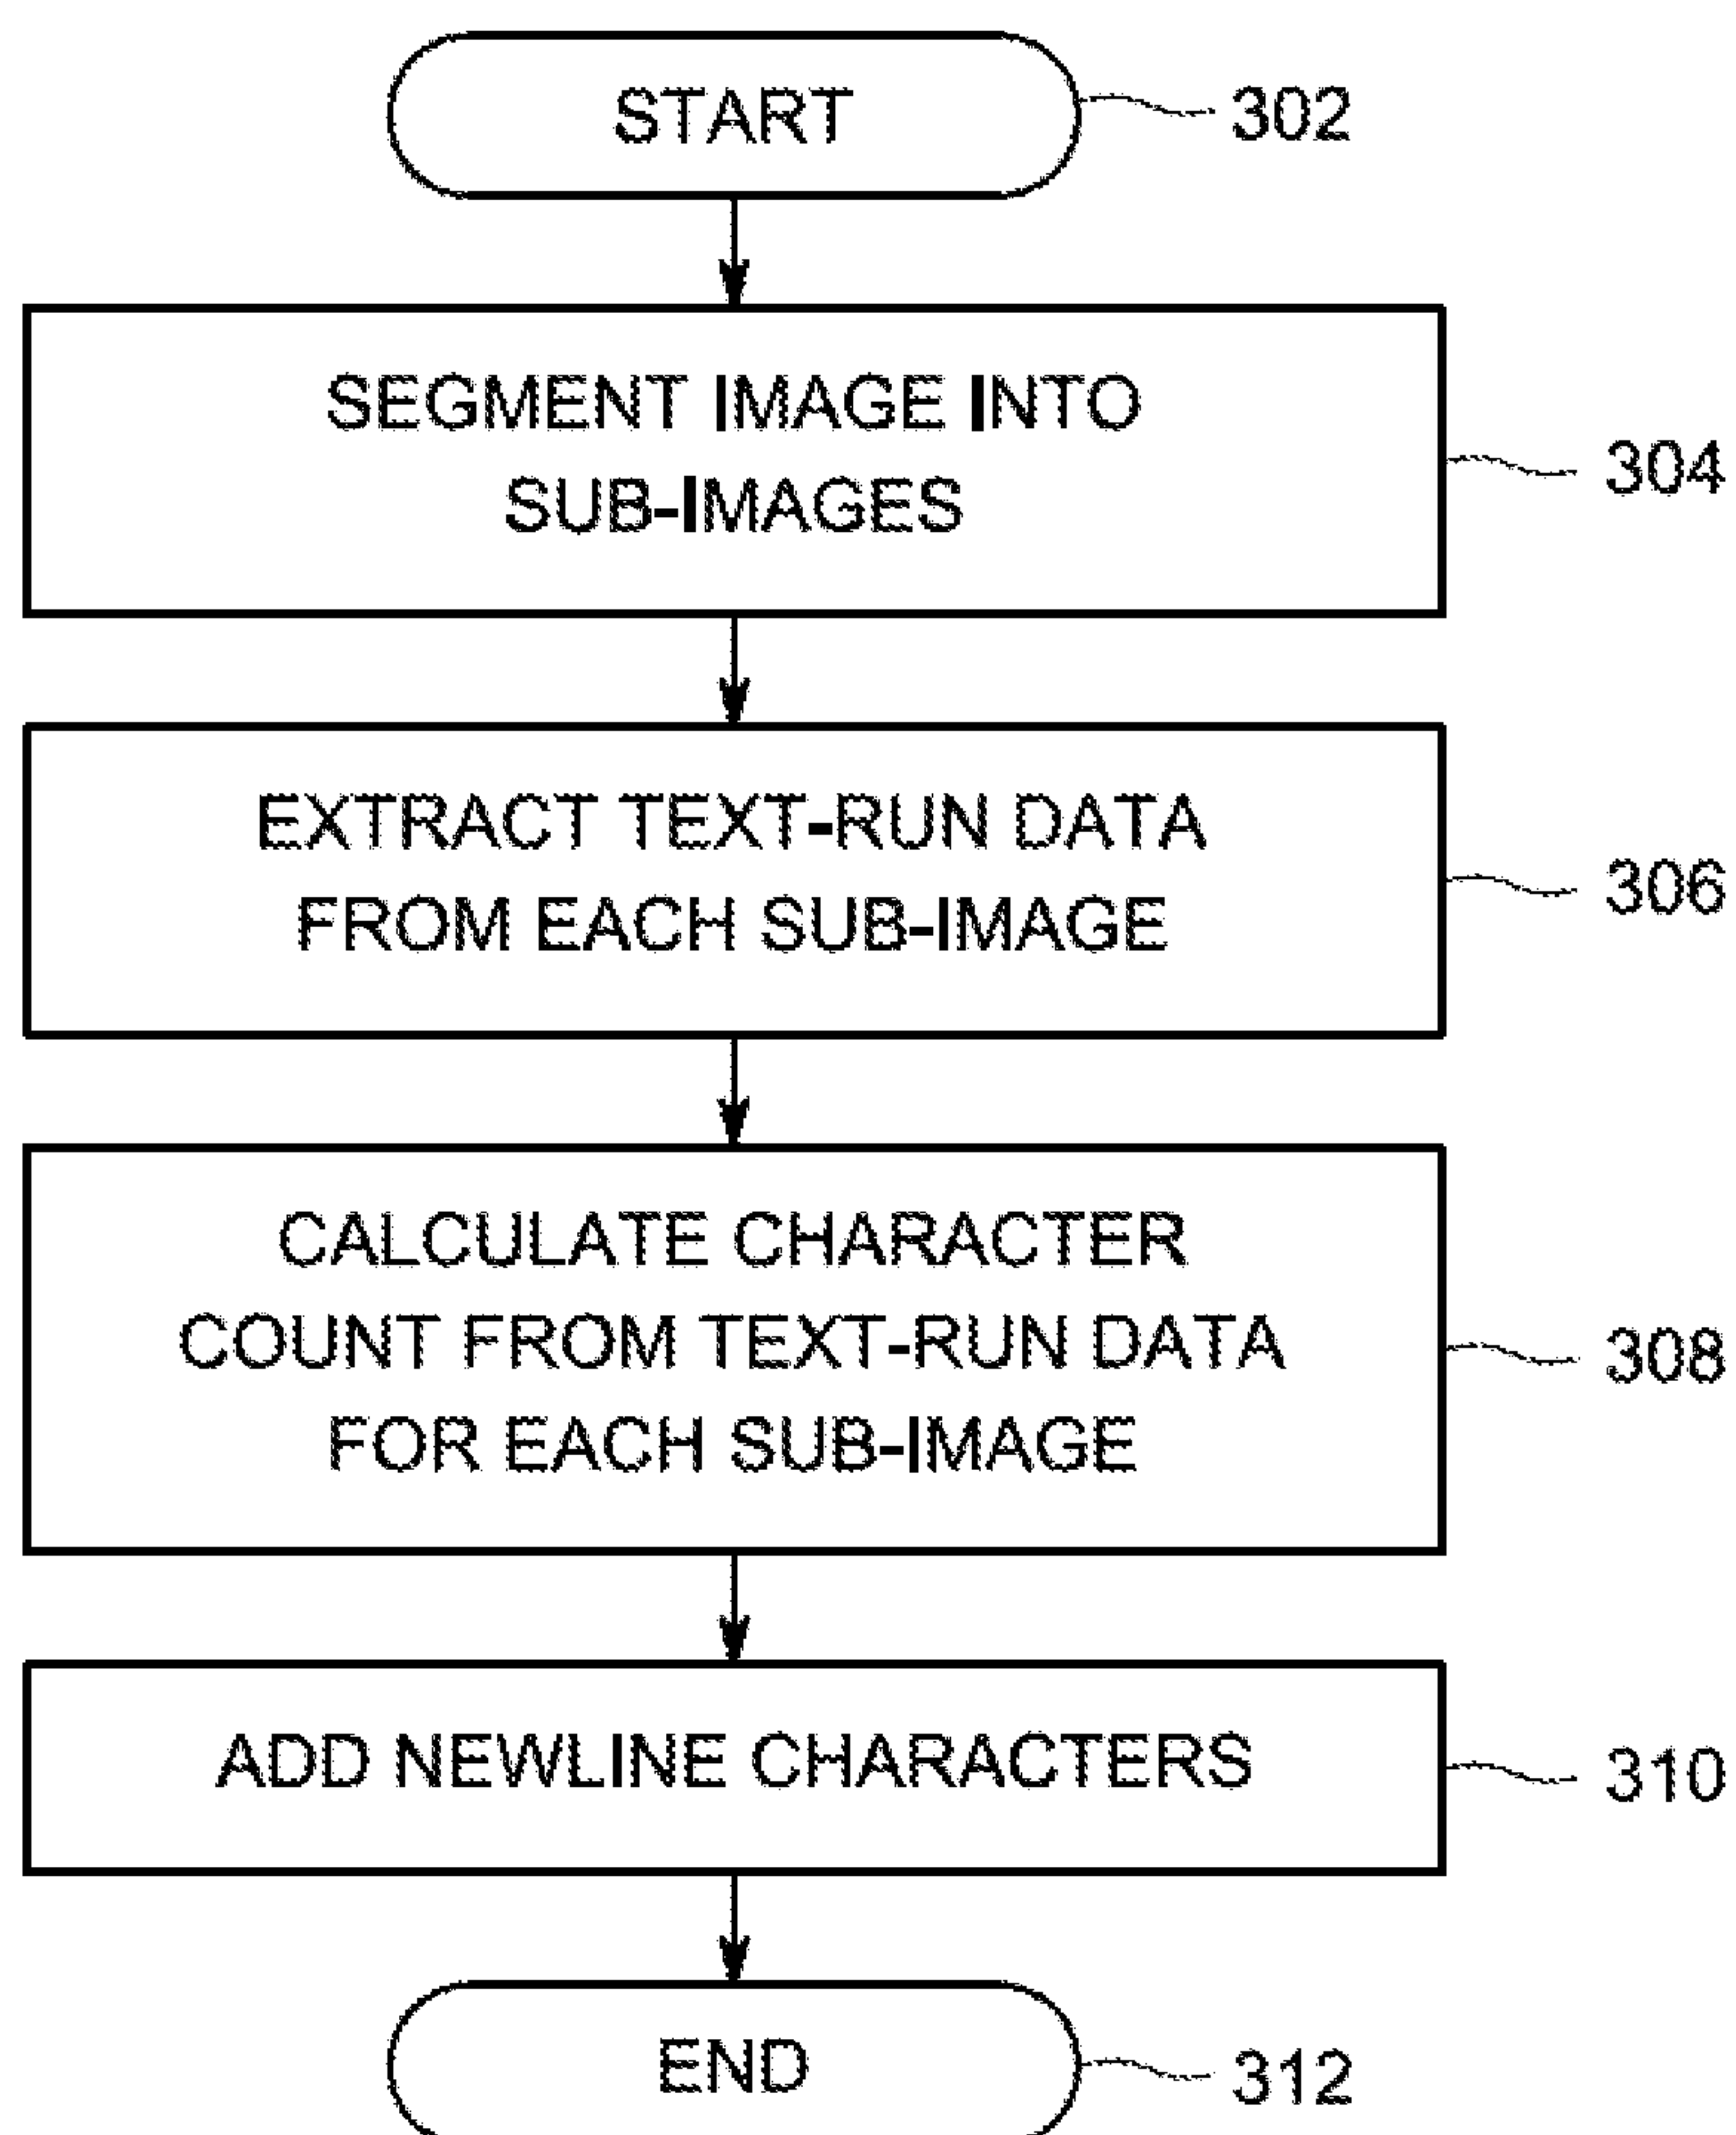 START
302
SEGMENT IMAGE INTO
SUB-IMAGES
304
EXTRACT TEXT-RUN DATA
FROM EACH SUB-IMAGE
306
CALCULATE CHARACTER
COUNT FROM TEXT-RUN DATA
FOR EACH SUB-IMAGE
308
ADD NEWLINE CHARACTERS
310
END
312